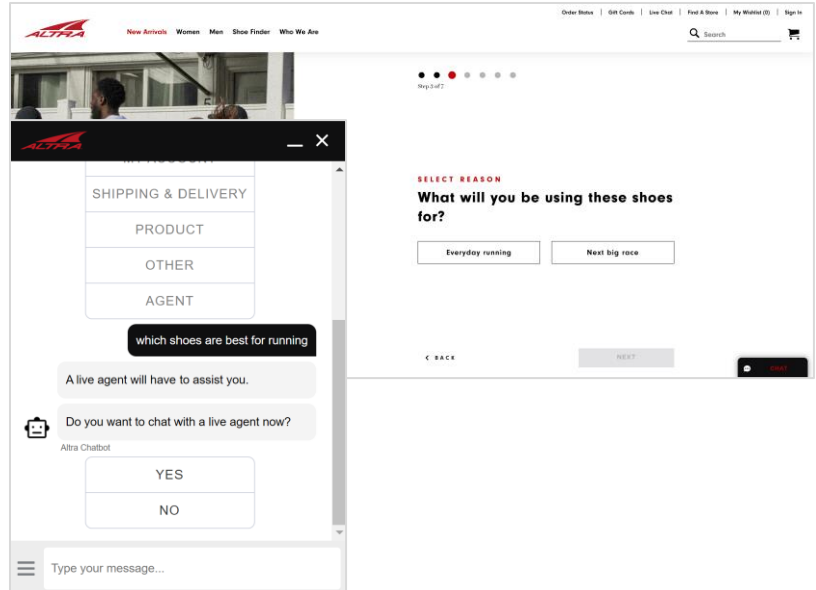 Order Status | Gift Cards | Live Chat | Find A Store | My Wishlist (0) | Sign In
ALTRA
New Arrivals Women Men Shoe Finder Who We Are
Search
Step 3 of 7
SELECT REASON
What will you be using these shoes
for?
Everyday running
Next big race
< BACK
NEXT
CHAT
ALTRA
MY ACCOUNT
SHIPPING & DELIVERY
PRODUCT
OTHER
AGENT
which shoes are best for running
A live agent will have to assist you.
Do you want to chat with a live agent now?
Altra Chatbot
YES
NO
Type your message...